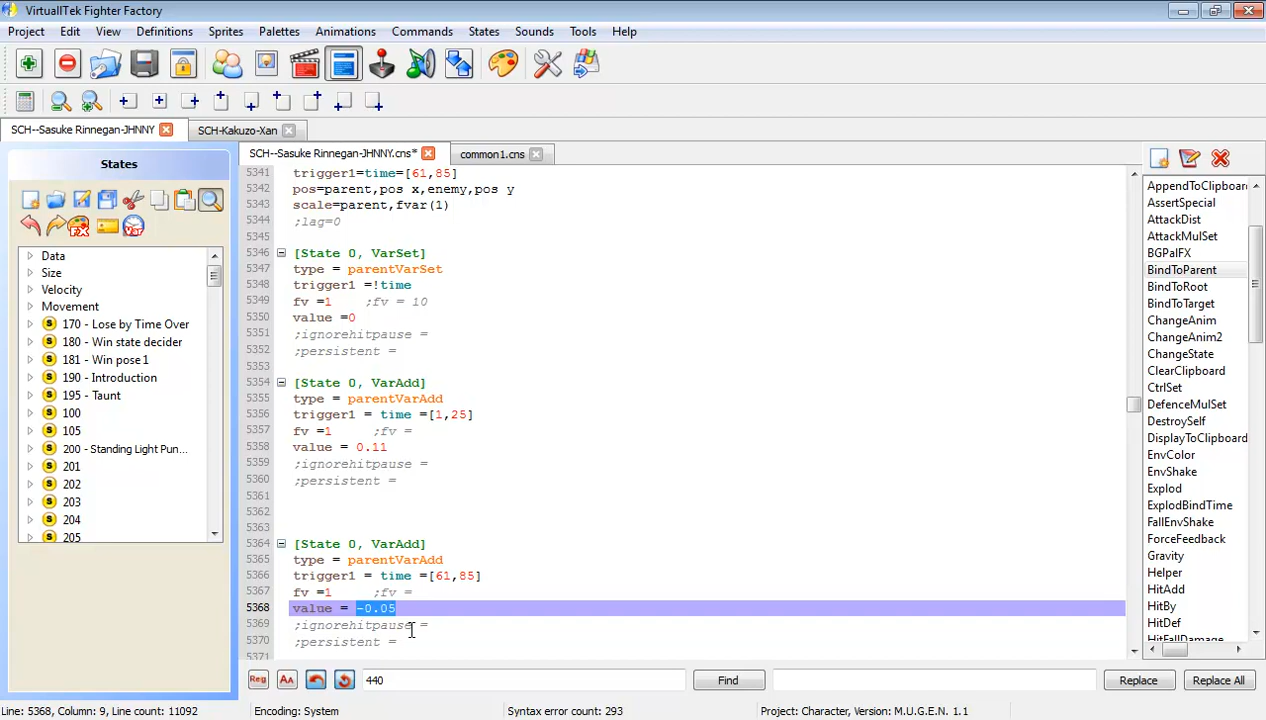 VirtuallTek Fighter Factory
Project Edit View Definitions Sprites Palettes Animations Commands States Sounds Tools Help
SCH--Sasuke Rinnegan-JHNNY
SCH-Kakuzo-Xan
States
Data
Size
Velocity
Movement
170 - Lose by Time Over
180 - Win state decider
181 - Win pose 1
190 - Introduction
195 - Taunt
100
105
200 - Standing Light Pun...
201
202
203
204
205
SCH--Sasuke Rinnegan-JHNNY.cns*
common1.cns
5341 trigger1=time=[61,85]
5342 pos=parent,pos x,enemy,pos y
5343 scale=parent,fvar(1)
5344 ;lag=0
5345
5346 [State 0, VarSet]
5347 type = parentVarSet
5348 trigger1 =!time
5349 fv =1 ;fv = 10
5350 value =0
5351 ;ignorehitpause =
5352 ;persistent =
5353
5354 [State 0, VarAdd]
5355 type = parentVarAdd
5356 trigger1 = time =[1,25]
5357 fv =1 ;fv =
5358 value = 0.11
5359 ;ignorehitpause =
5360 ;persistent =
5361
5362
5363
5364 [State 0, VarAdd]
5365 type = parentVarAdd
5366 trigger1 = time =[61,85]
5367 fv =1 ;fv =
5368 value = -0.05
5369 ;ignorehitpause =
5370 ;persistent =
5371
AppendToClipboar
AssertSpecial
AttackDist
AttackMulSet
BGPalFX
BindToParent
BindToRoot
BindToTarget
ChangeAnim
ChangeAnim2
ChangeState
ClearClipboard
CtrlSet
DefenceMulSet
DestroySelf
DisplayToClipboard
EnvColor
EnvShake
Explod
ExplodBindTime
FallEnvShake
ForceFeedback
Gravity
Helper
HitAdd
HitBy
HitDef
HitFallDamage
Reg AA 440 Find Replace Replace All
Line: 5368, Column: 9, Line count: 11092 Encoding: System Syntax error count: 293 Project: Character, Version: M.U.G.E.N. 1.1